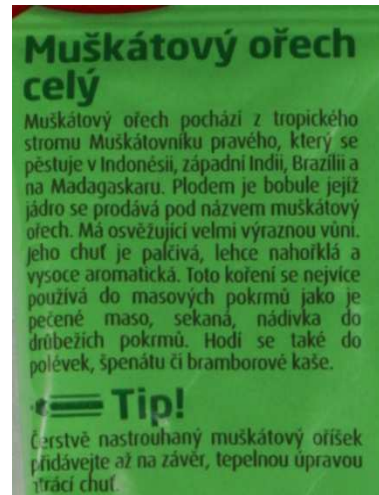 Muškátový ořech
celý
Muškátový ořech pochází z tropického
stromu Muškátovníku pravého, který se
pěstuje v Indonésii, západní Indii, Brazílii a
na Madagaskaru. Plodem je bobule jejíž
jádro se prodává pod názvem muškátový
ořech. Má osvěžující velmi výraznou vůni.
Jeho chuť je palčivá, lehce nahořklá a
vysoce aromatická. Toto koření se nejvíce
používá do masových pokrmů jako je
pečené maso, sekaná, nádivka do
drůbežích pokrmů. Hodí se také do
polévek, špenátu či bramborové kaše.
Tip!
Čerstvě nastrouhaný muškátový oříšek
přidávejte až na závěr, tepelnou úpravou
ztrácí chuť.